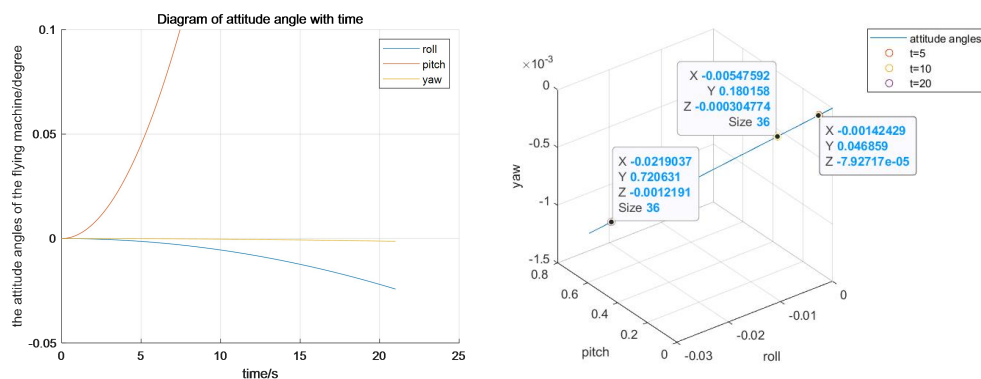 Diagram of attitude angle with time
the attitude angles of the flying machine/degree
0.1
0.05
0
-0.05
0
5
10
15
20
25
time/s
roll
pitch
yaw
×10⁻³
0
-0.5
-1
-1.5
yaw
0.8
0.6
0.4
0.2
0
pitch
-0.03
-0.02
-0.01
0
roll
X -0.00547592
Y 0.180158
Z -0.000304774
Size 36
X -0.0219037
Y 0.720631
Z -0.0012191
Size 36
X -0.00142429
Y 0.046859
Z -7.92717e-05
attitude angles
t=5
t=10
t=20